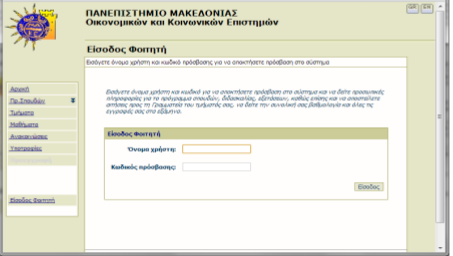 ΠΑΝΕΠΙΣΤΗΜΙΟ ΜΑΚΕΔΟΝΙΑΣ
Οικονομικών και Κοινωνικών Επιστημών
GR EN
Είσοδος Φοιτητή
Εισάγετε όνομα χρήστη και κωδικό πρόσβασης για να αποκτήσετε πρόσβαση στο σύστημα
Αρχική
Πρ.Σπουδών
Τμήματα
Μαθήματα
Ανακοινώσεις
Υπηρεσίες
Είσοδος Φοιτητή
Εισάγετε όνομα χρήστη και κωδικό για να αποκτήσετε πρόσβαση στο σύστημα και να δείτε προσωπικές
πληροφορίες για το πρόγραμμα σπουδών, διδασκαλίας, εξετάσεων, καθώς επίσης και να αποστείλετε
αιτήσεις προς τη Γραμματεία του τμήματός σας, να δείτε την συνολική σας βαθμολογία και όλες τις
εγγραφές σας στο εξάμηνο.
Είσοδος Φοιτητή
Όνομα χρήστη:
Κωδικός πρόσβασης:
Είσοδος